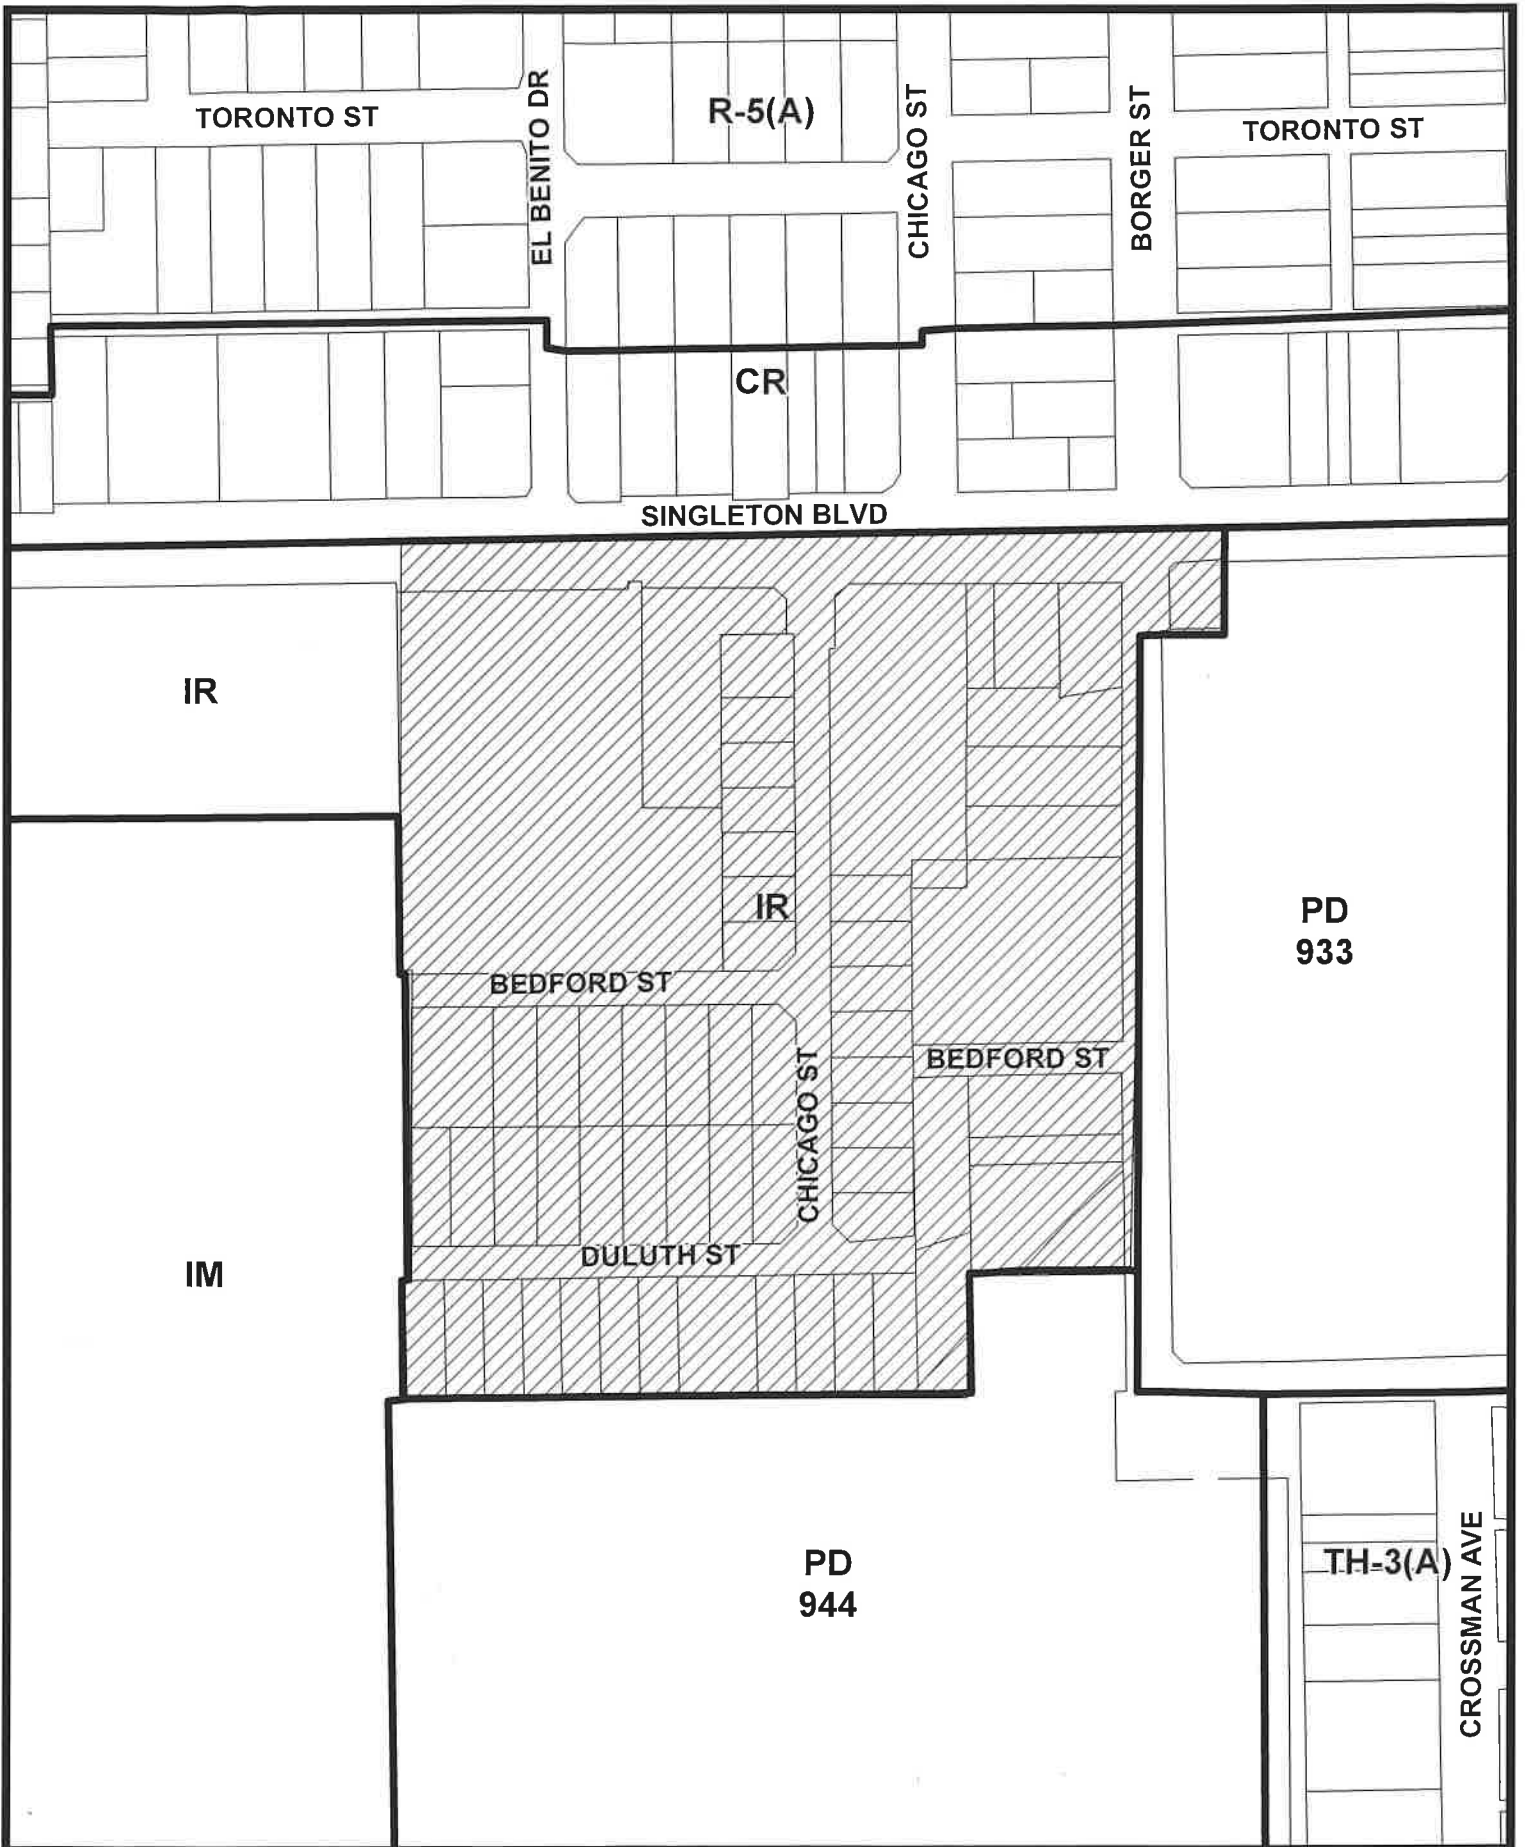 TORONTO ST
EL BENITO DR
R-5(A)
CHICAGO ST
BORGER ST
TORONTO ST
CR
SINGLETON BLVD
IR
IR
PD
933
BEDFORD ST
BEDFORD ST
CHICAGO ST
DULUTH ST
IM
PD
944
TH-3(A)
CROSSMAN AVE